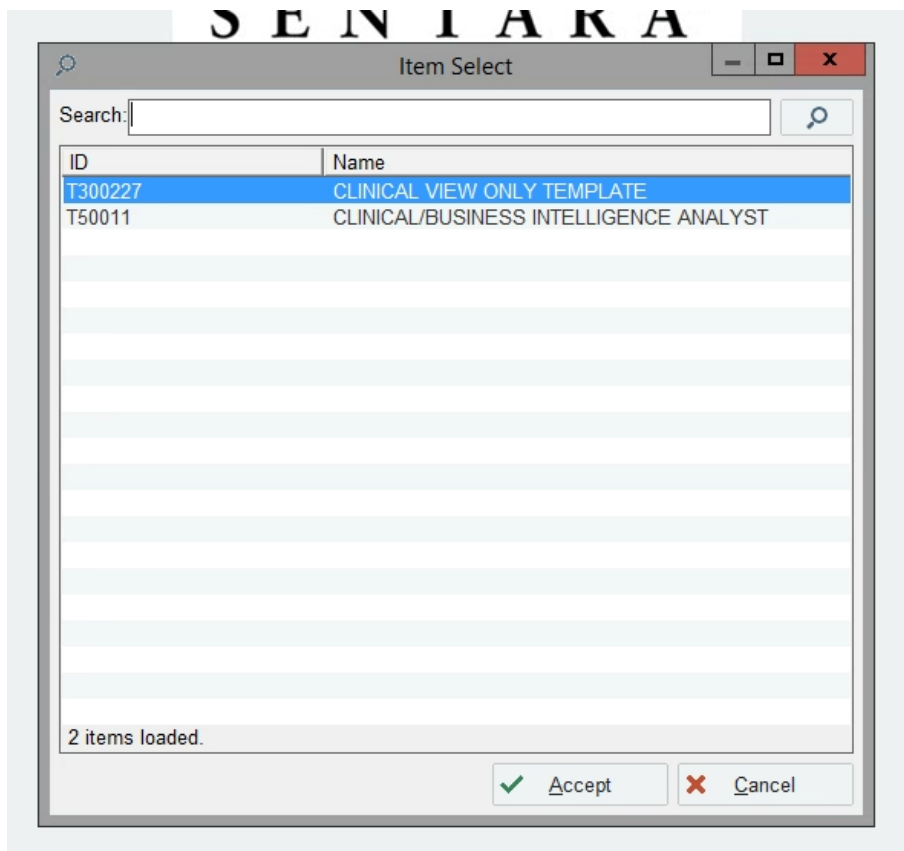 SENTARA
Item Select
Search:
ID Name
T300227 CLINICAL VIEW ONLY TEMPLATE
T50011 CLINICAL/BUSINESS INTELLIGENCE ANALYST
2 items loaded.
Accept Cancel